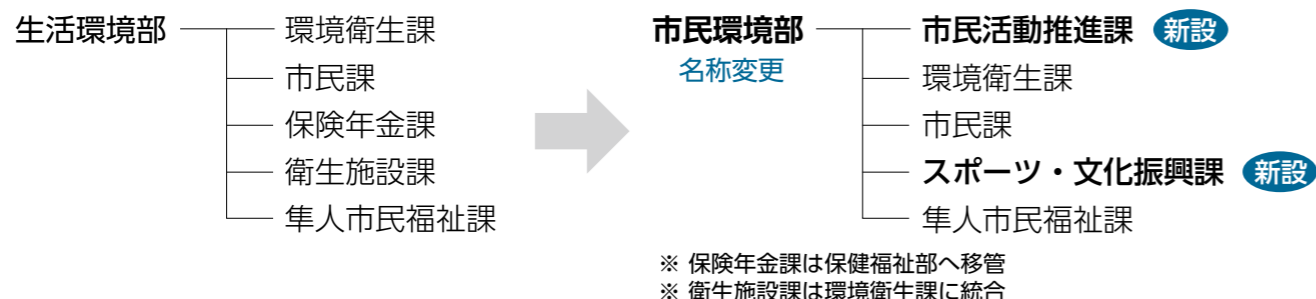 生活環境部
環境衛生課
市民課
保険年金課
衛生施設課
隼人市民福祉課
市民環境部
名称変更
市民活動推進課 新設
環境衛生課
市民課
スポーツ・文化振興課 新設
隼人市民福祉課
※ 保険年金課は保健福祉部へ移管
※ 衛生施設課は環境衛生課に統合